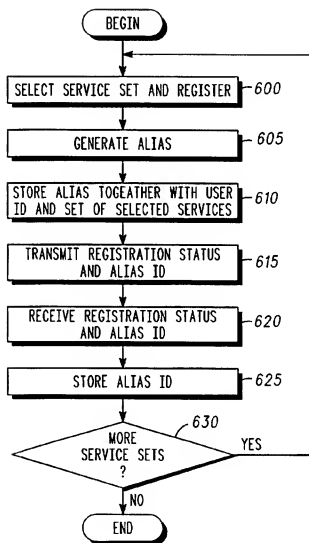 BEGIN
SELECT SERVICE SET AND REGISTER
600
GENERATE ALIAS
605
STORE ALIAS TOGEATHER WITH USER
ID AND SET OF SELECTED SERVICES
610
TRANSMIT REGISTRATION STATUS
AND ALIAS ID
615
RECEIVE REGISTRATION STATUS
AND ALIAS ID
620
STORE ALIAS ID
625
630
MORE
SERVICE SETS
?
YES
NO
END